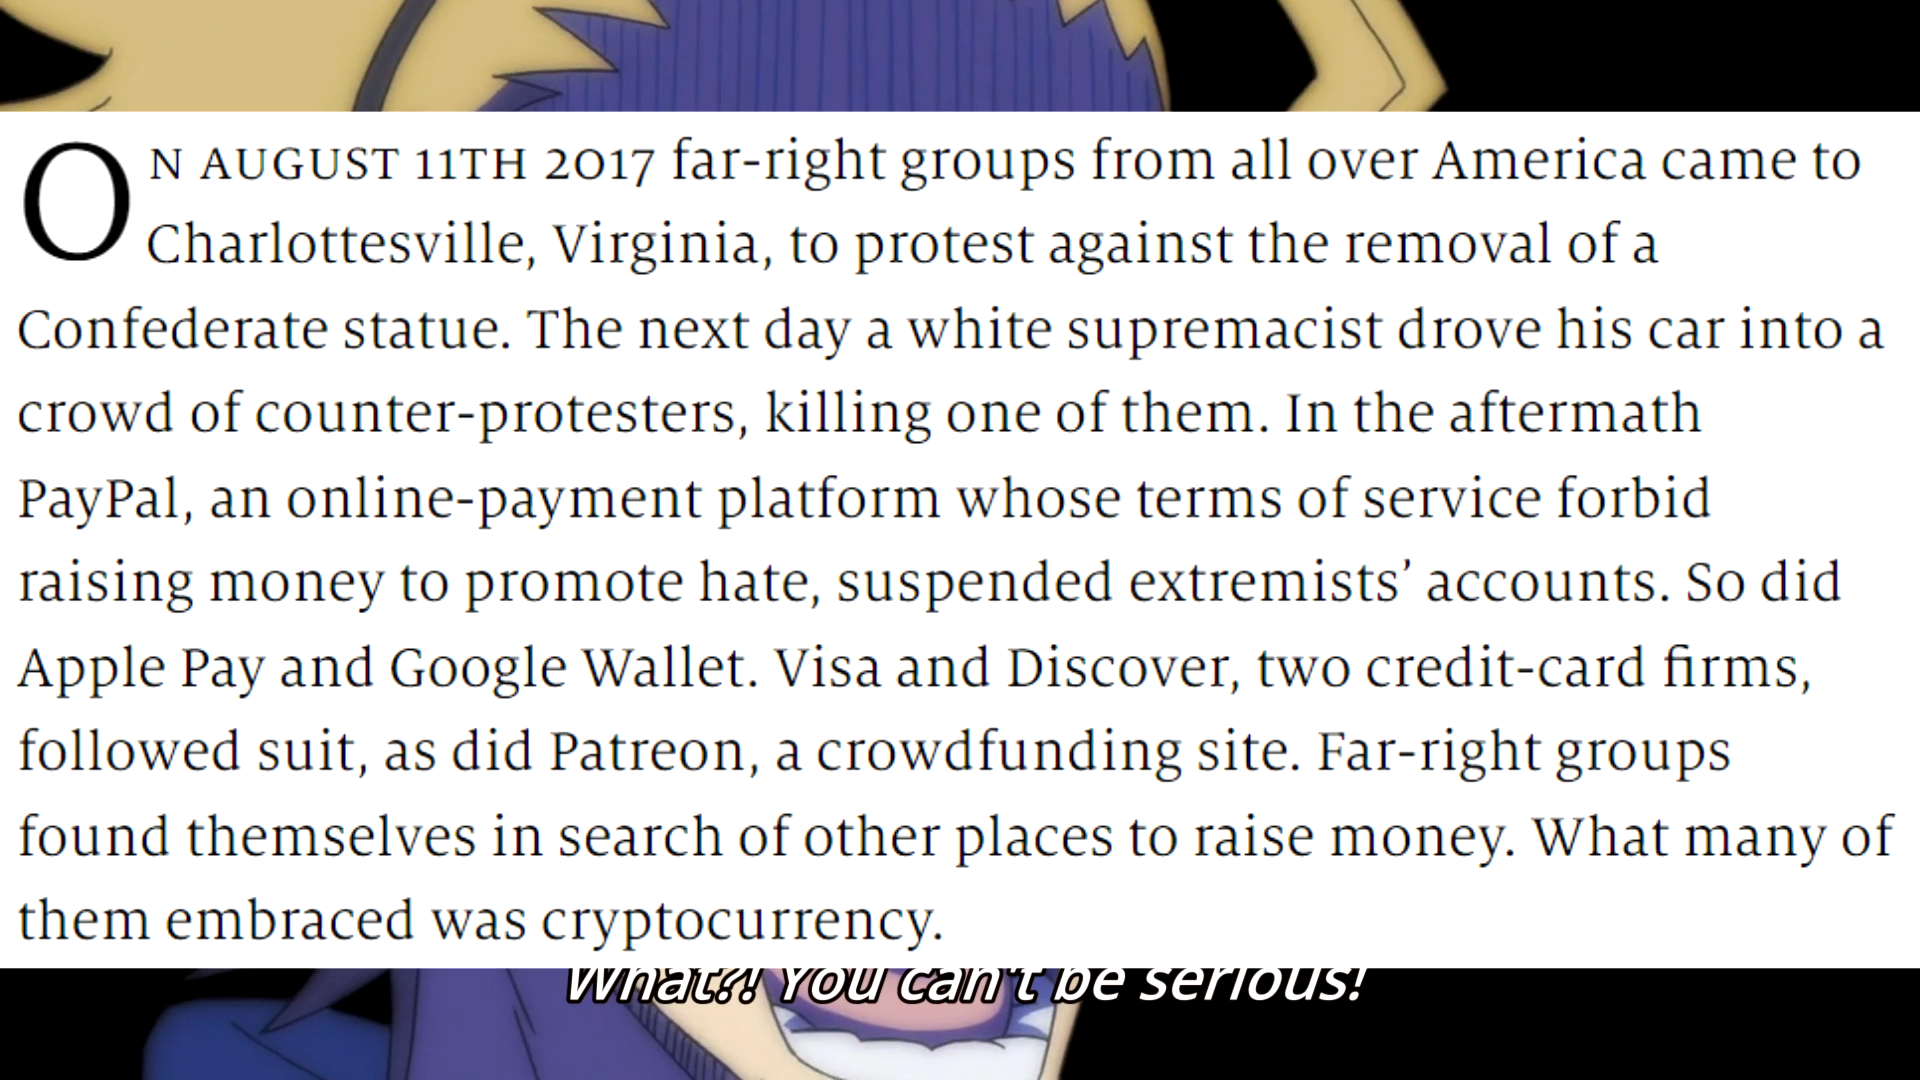 ON AUGUST 11TH 2017 far-right groups from all over America came to
Charlottesville, Virginia, to protest against the removal of a
Confederate statue. The next day a white supremacist drove his car into a
crowd of counter-protesters, killing one of them. In the aftermath
PayPal, an online-payment platform whose terms of service forbid
raising money to promote hate, suspended extremists’ accounts. So did
Apple Pay and Google Wallet. Visa and Discover, two credit-card firms,
followed suit, as did Patreon, a crowdfunding site. Far-right groups
found themselves in search of other places to raise money. What many of
them embraced was cryptocurrency.
What?! You can't be serious!